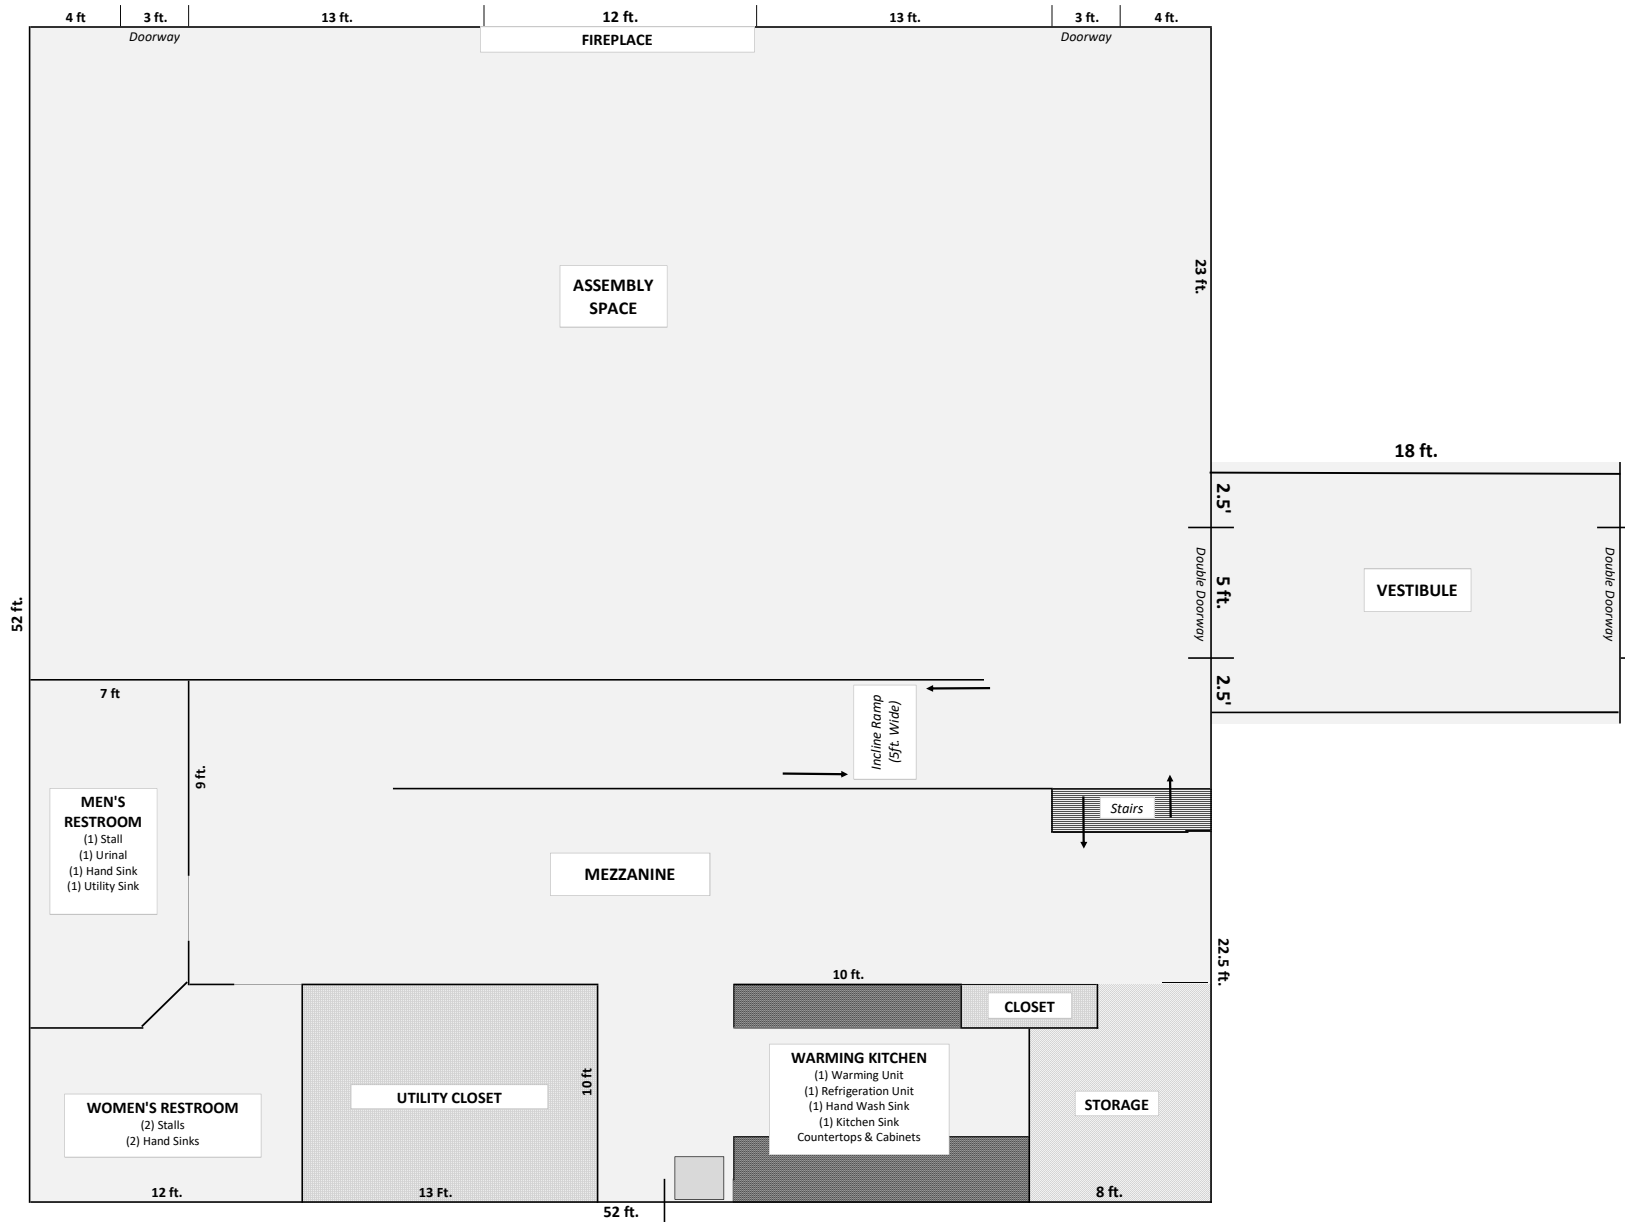 4 ft
3 ft.
13 ft.
12 ft.
13 ft.
3 ft.
4 ft.
Doorway
FIREPLACE
Doorway
ASSEMBLY
SPACE
23 ft.
18 ft.
2.5'
Double Doorway
5 ft.
VESTIBULE
Double Doorway
52 ft.
2.5'
7 ft
Incline Ramp
(5ft. Wide)
9 ft.
MEN'S
RESTROOM
(1) Stall
(1) Urinal
(1) Hand Sink
(1) Utility Sink
Stairs
MEZZANINE
22.5 ft.
10 ft.
CLOSET
WARMING KITCHEN
(1) Warming Unit
(1) Refrigeration Unit
(1) Hand Wash Sink
(1) Kitchen Sink
Countertops & Cabinets
10 ft
UTILITY CLOSET
STORAGE
WOMEN'S RESTROOM
(2) Stalls
(2) Hand Sinks
12 ft.
13 Ft.
8 ft.
52 ft.